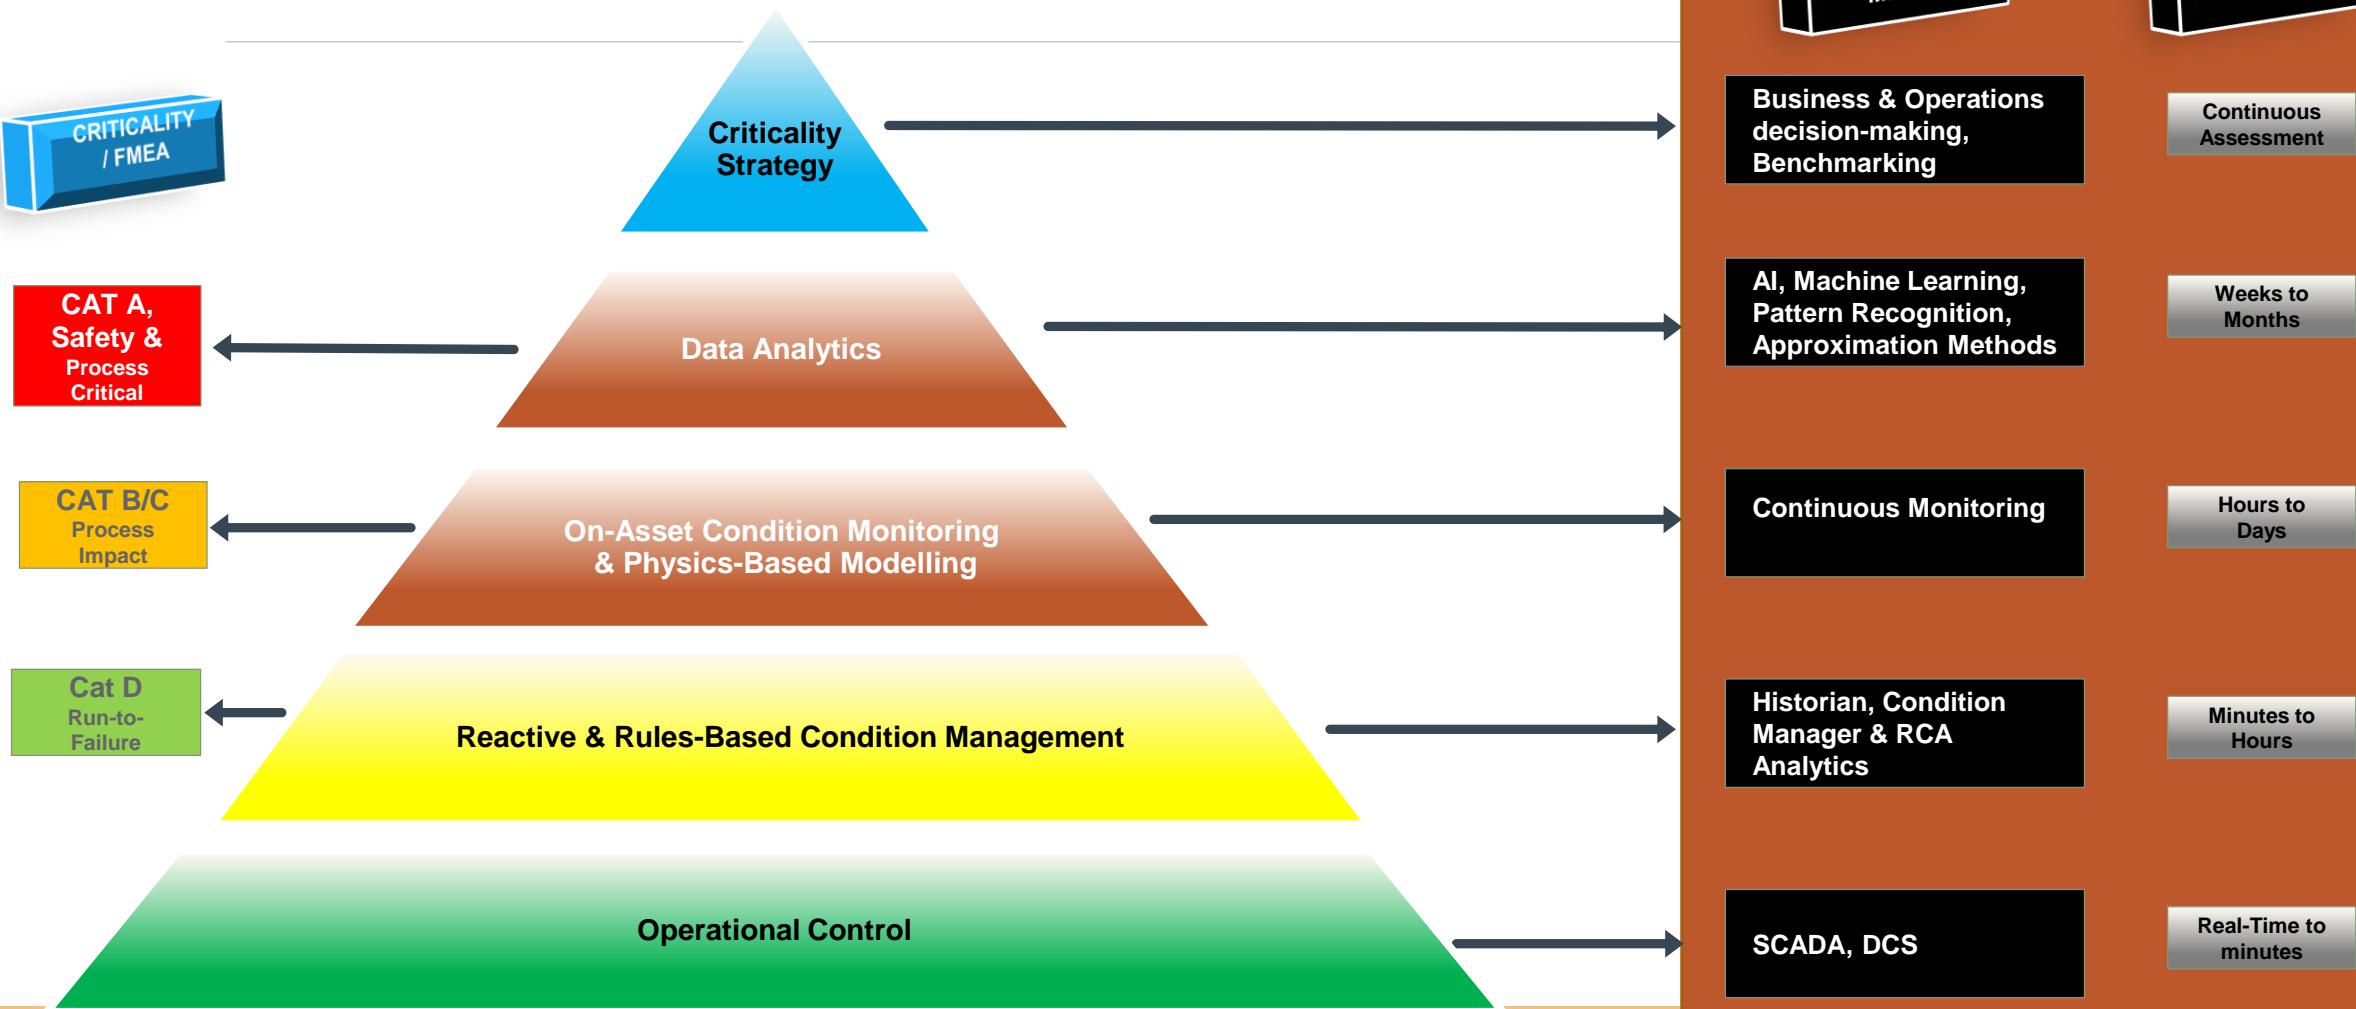 CRITICALITY
/ FMEA
Criticality
Strategy
Business & Operations
decision-making,
Benchmarking
Continuous
Assessment
CAT A,
Safety &
Process
Critical
Data Analytics
AI, Machine Learning,
Pattern Recognition,
Approximation Methods
Weeks to
Months
CAT B/C
Process
Impact
On-Asset Condition Monitoring
& Physics-Based Modelling
Continuous Monitoring
Hours to
Days
Cat D
Run-to-
Failure
Reactive & Rules-Based Condition Management
Historian, Condition
Manager & RCA
Analytics
Minutes to
Hours
Operational Control
SCADA, DCS
Real-Time to
minutes